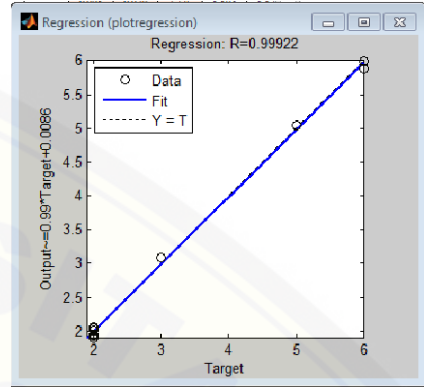 Regression (plotregression)
Regression: R=0.99922
Data
Fit
Y = T
Output~=0.99*Target+0.0086
6
5.5
5
4.5
4
3.5
3
2.5
2
2 3 4 5 6
Target